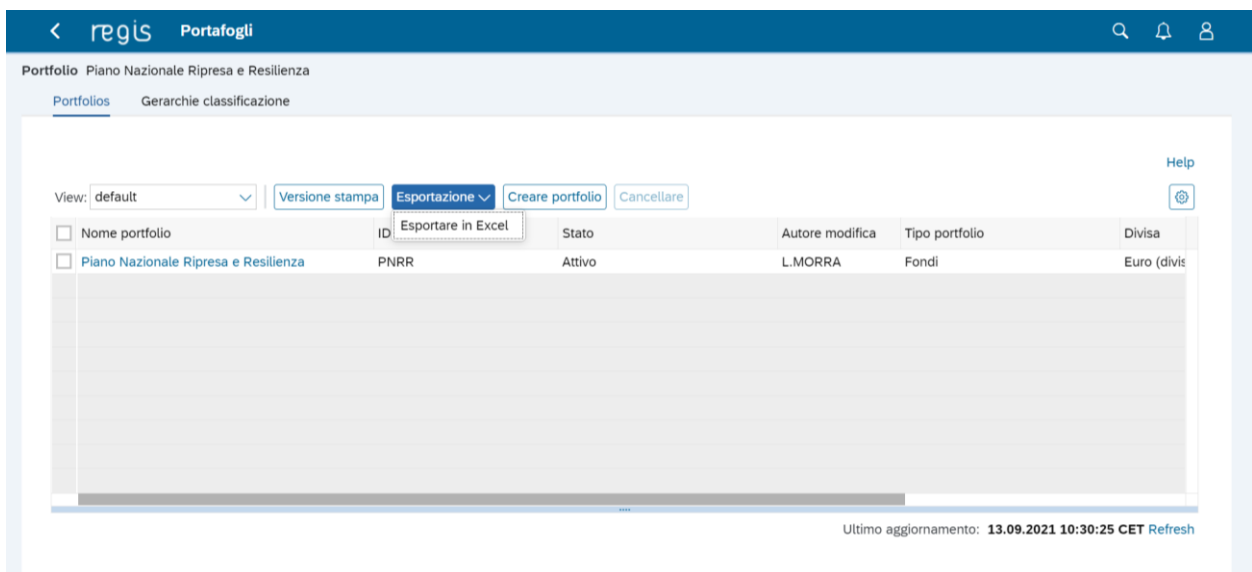 regis Portafogli
Portfolio Piano Nazionale Ripresa e Resilienza
Portfolios Gerarchie classificazione
Help
View: default Versione stampa Esportazione Creare portfolio Cancellare
Esportare in Excel
Nome portfolio ID Stato Autore modifica Tipo portfolio Divisa
Piano Nazionale Ripresa e Resilienza PNRR Attivo L.MORRA Fondi Euro (divis
Ultimo aggiornamento: 13.09.2021 10:30:25 CET Refresh